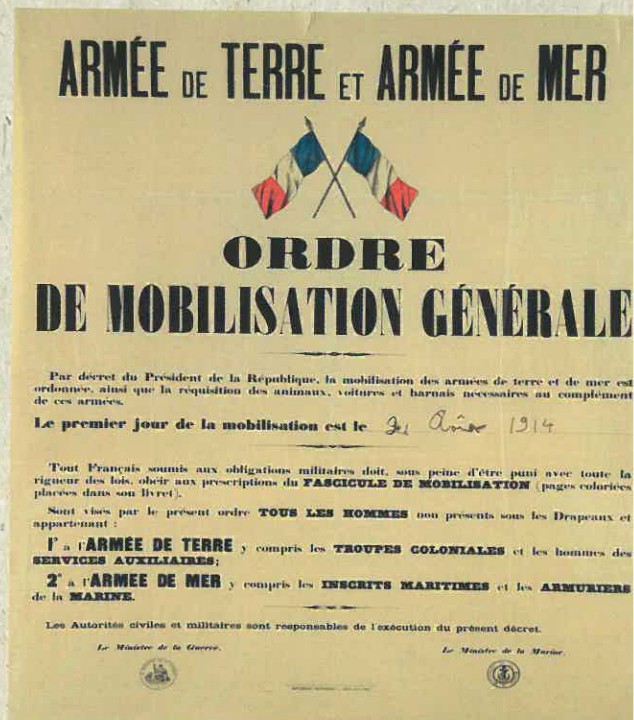 ARMÉE DE TERRE ET ARMÉE DE MER
ORDRE
DE MOBILISATION GÉNÉRALE
Par décret du Président de la République, la mobilisation des armées de terre et de mer est
ordonnée, ainsi que la réquisition des animaux, voitures et harnais nécessaires au complément
de ces armées.
Le premier jour de la mobilisation est le 1914
Tout Français soumis aux obligations militaires doit, sous peine d'être puni avec toute la
rigueur des lois, obéir aux prescriptions du FASCICULE DE MOBILISATION (pages coloriées
placées dans son livret).
Sont visés par le présent ordre TOUS LES HOMMES non présents sous les Drapeaux et
appartenant :
1° à l'ARMÉE DE TERRE y compris les TROUPES COLONIALES et les hommes des
SERVICES AUXILIAIRES;
2° à l'ARMEE DE MER y compris les INSCRITS MARITIMES et les ARMURIERS
de la MARINE.
Les Autorités civiles et militaires sont responsables de l'exécution du présent décret.
Le Ministre de la Guerre, Le Ministre de la Marine,